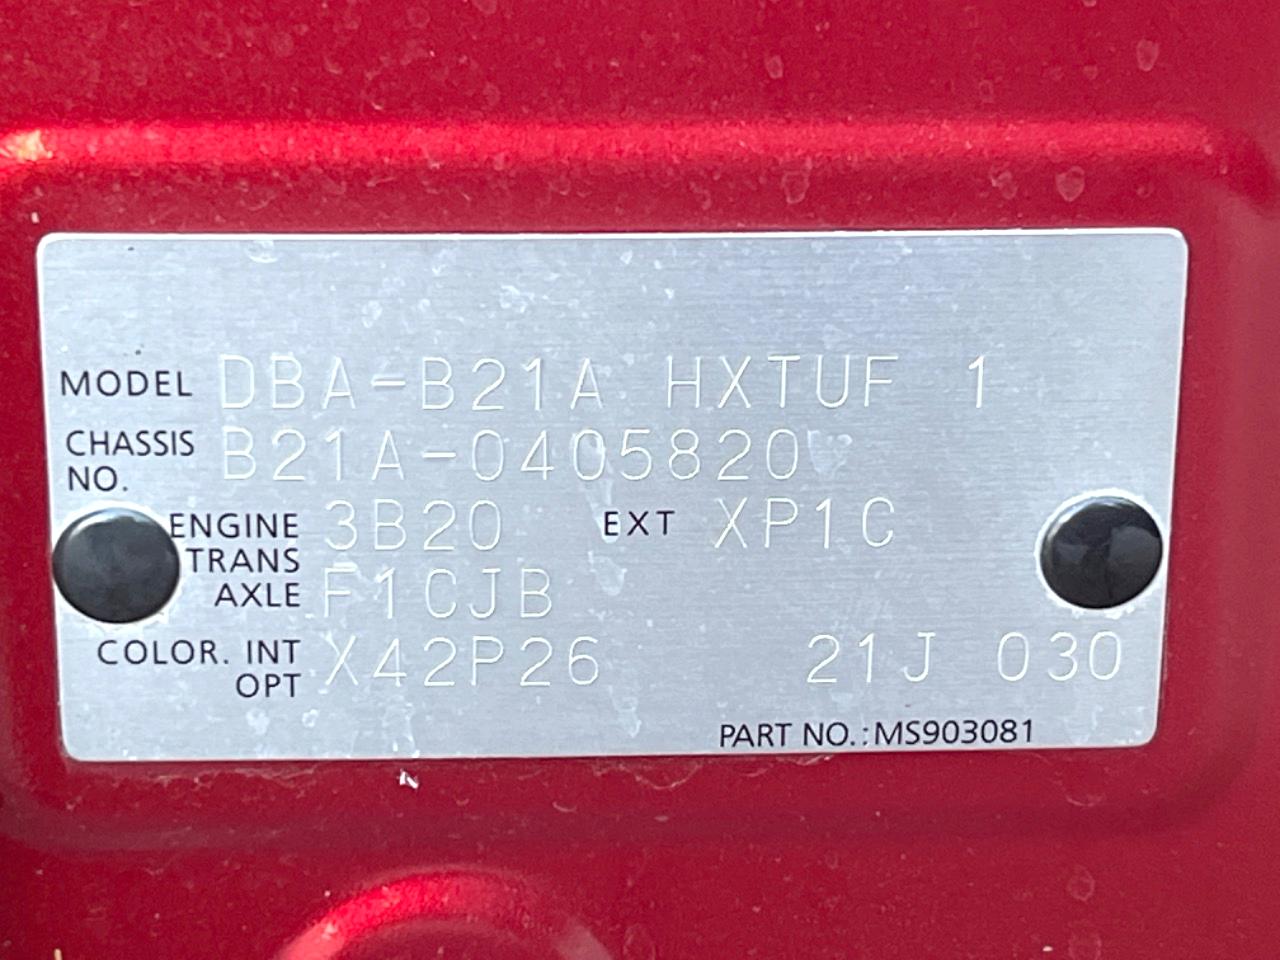 MODEL DBA-B21A HXTUF 1
CHASSIS NO. B21A-0405820
ENGINE 3B20 EXT XP1C
TRANS AXLE F1CJB
COLOR. INT OPT X42P26 21J 030
PART NO.:MS903081